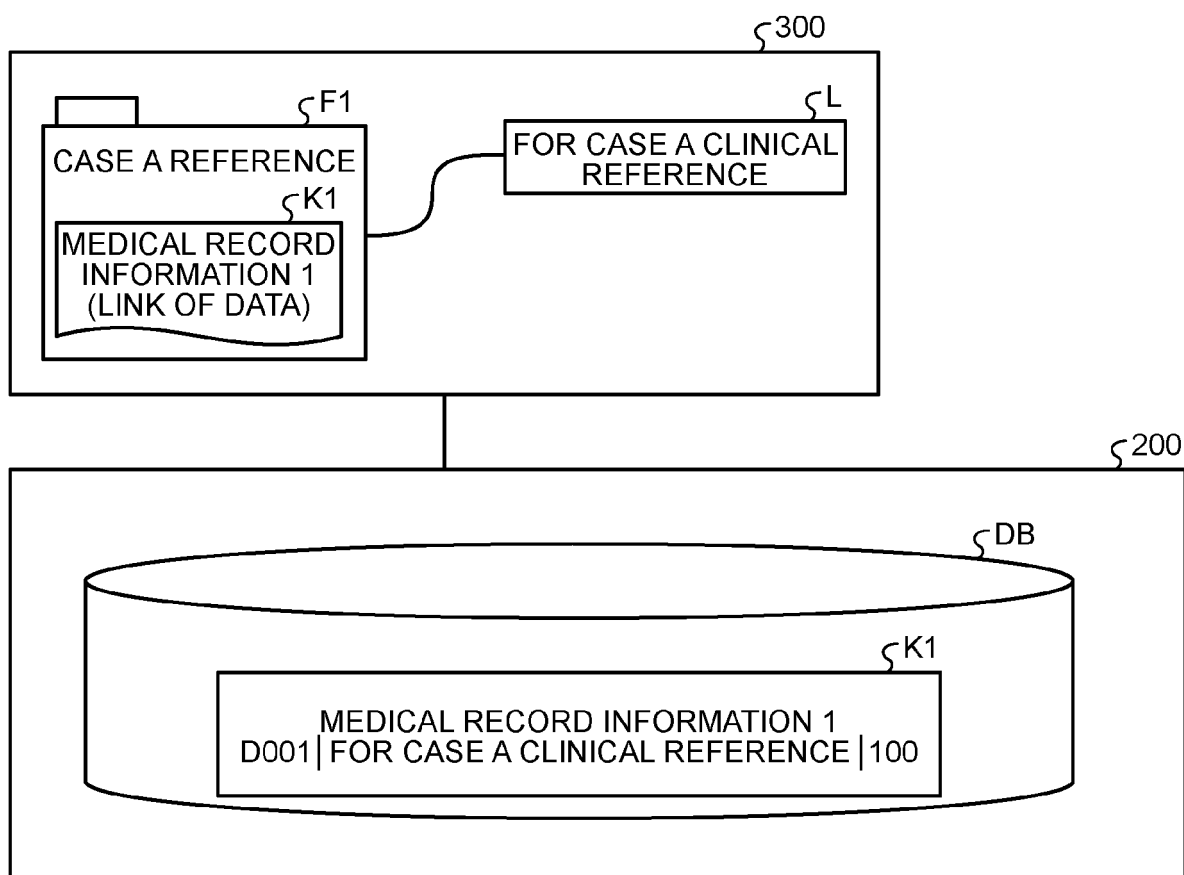 300
F1
CASE A REFERENCE
K1
MEDICAL RECORD
INFORMATION 1
(LINK OF DATA)
L
FOR CASE A CLINICAL
REFERENCE
200
DB
K1
MEDICAL RECORD INFORMATION 1
D001|FOR CASE A CLINICAL REFERENCE|100